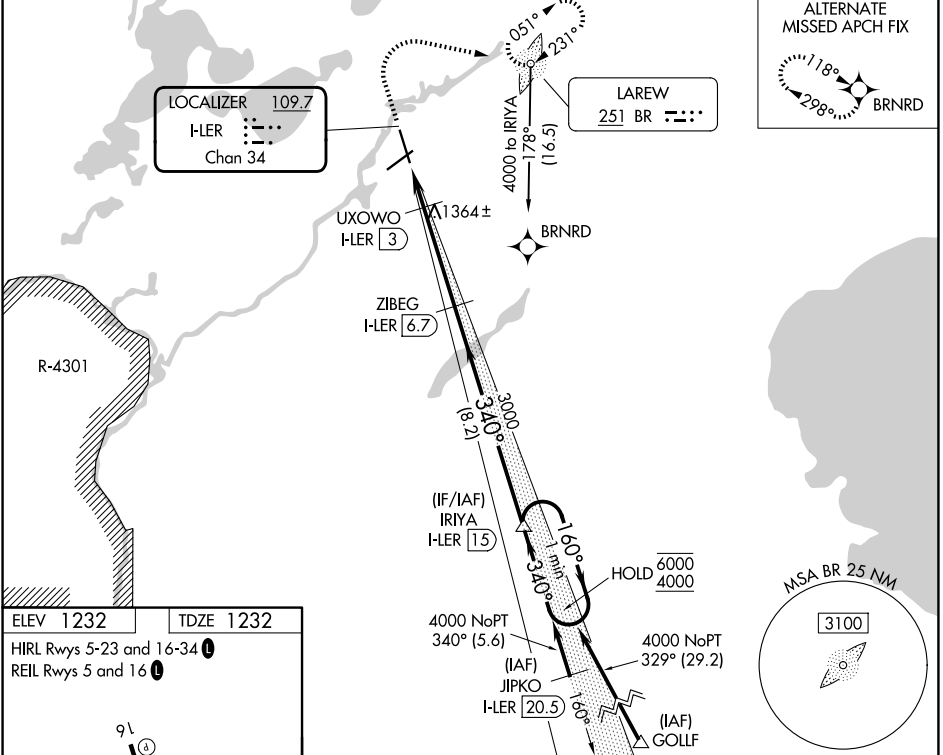 ALTERNATE
MISSED APCH FIX
118°
298°
BRNRD
051°
231°
LOCALIZER 109.7
I-LER
Chan 34
LAREW
251 BR
4000 to IRIYA
178°
(16.5)
BRNRD
UXOWO
I-LER 3
1364±
ZIBEG
I-LER 6.7
R-4301
3000
340°
(8.2)
(IF/IAF)
IRIYA
I-LER 15
160°
1 min
340°
HOLD 6000
4000
MSA BR 25 NM
3100
4000 NoPT
340° (5.6)
4000 NoPT
329° (29.2)
(IAF)
JIPKO
I-LER 20.5
160°
(IAF)
GOLLF
ELEV 1232
TDZE 1232
HIRL Rwys 5-23 and 16-34 L
REIL Rwys 5 and 16 L
16
P